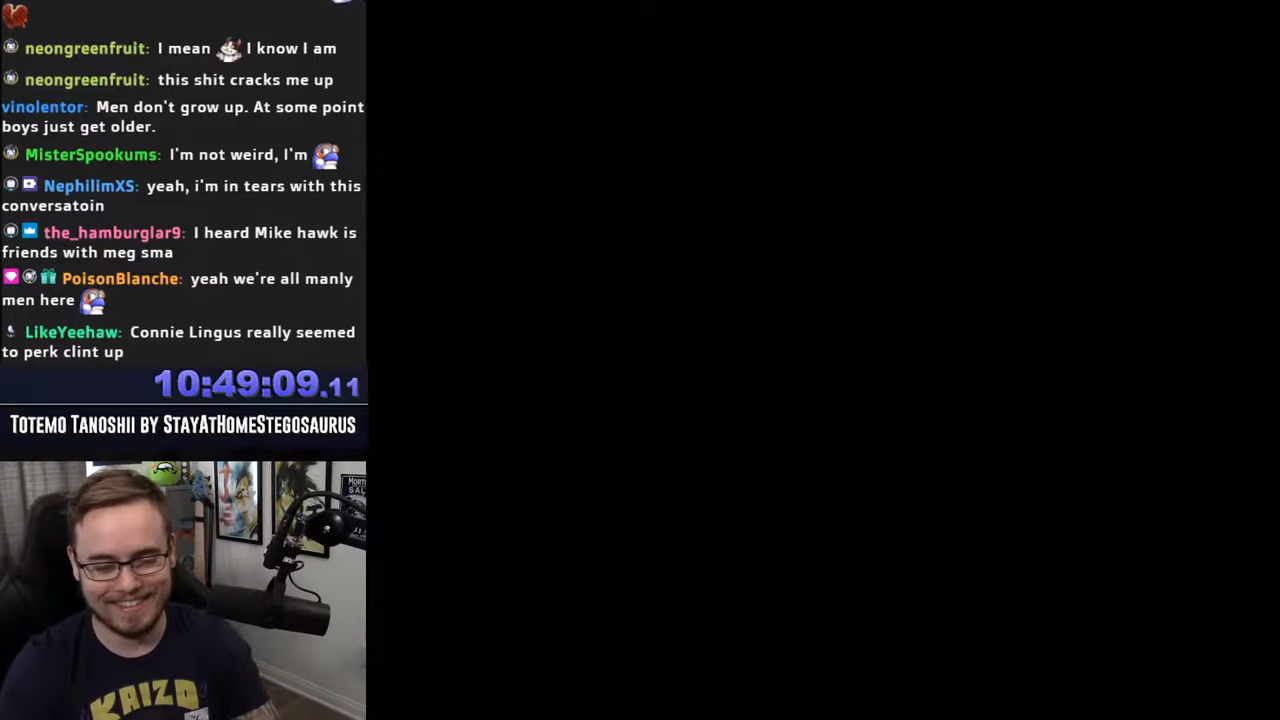 neongreenfruit: I mean I know I am
neongreenfruit: this shit cracks me up
vinolentor: Men don't grow up. At some point
boys just get older.
MisterSpookums: I'm not weird, I'm
NephilimXS: yeah, i'm in tears with this
conversatoin
the_hamburglar9: I heard Mike hawk is
friends with meg sma
PoisonBlanche: yeah we're all manly
men here
LikeYeehaw: Connie Lingus really seemed
to perk clint up
10:49:09.11
TOTEMO TANOSHII BY STAYATHOMESTEGOSAURUS
KAIZO